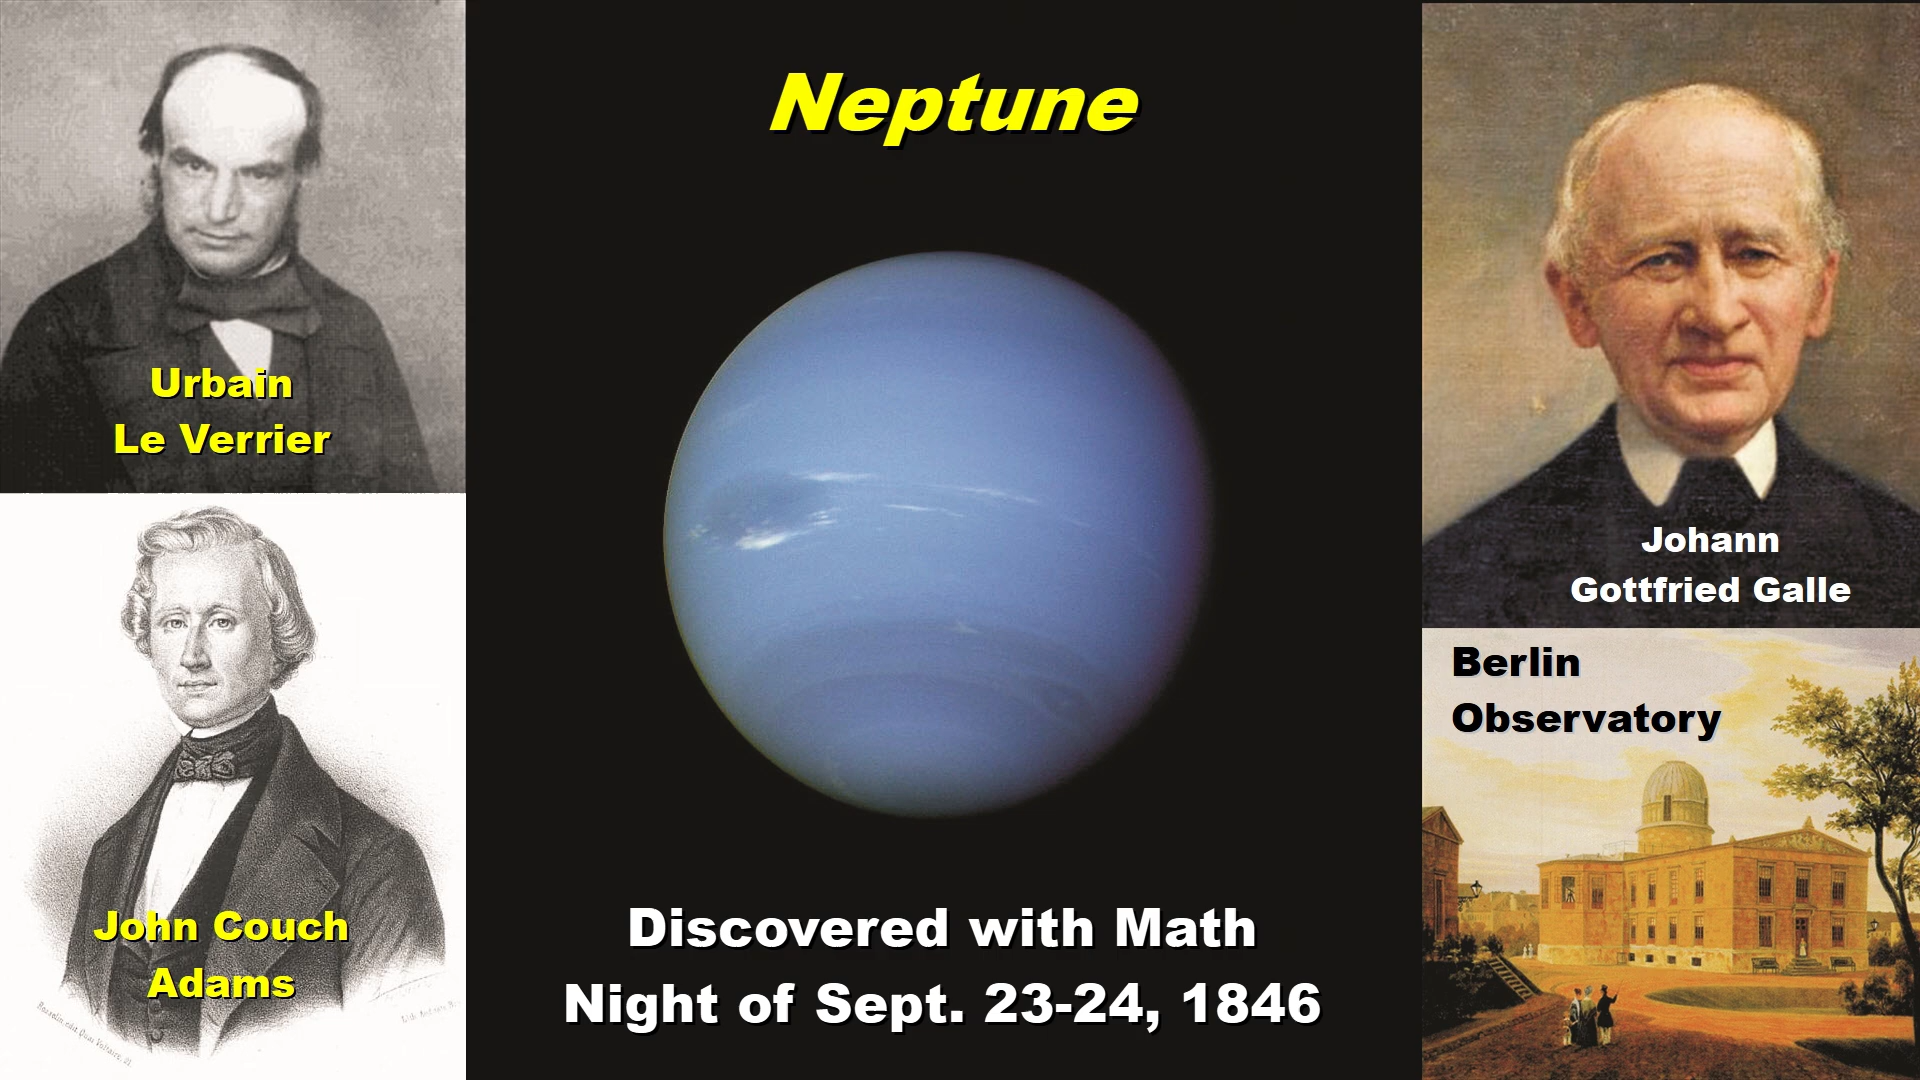 Neptune
Urbain
Le Verrier
John Couch
Adams
Discovered with Math
Night of Sept. 23-24, 1846
Johann
Gottfried Galle
Berlin
Observatory